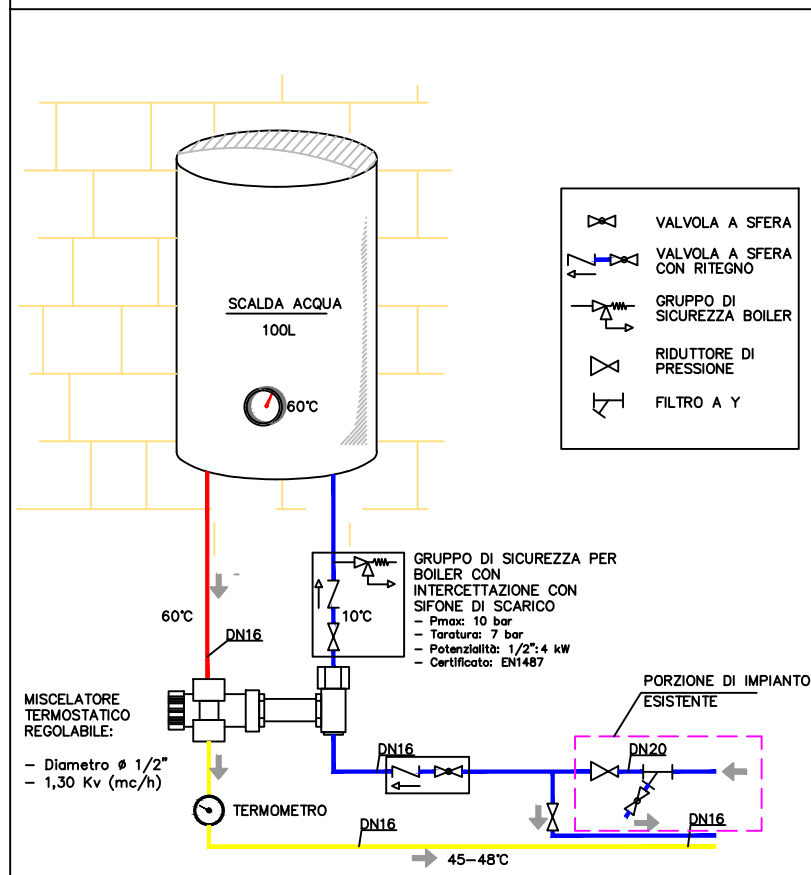 SCALDA ACQUA
100L
60°C
VALVOLA A SFERA
VALVOLA A SFERA
CON RITEGNO
GRUPPO DI
SICUREZZA BOILER
RIDUTTORE DI
PRESSIONE
FILTRO A Y
GRUPPO DI SICUREZZA PER
BOILER CON
INTERCETTAZIONE CON
SIFONE DI SCARICO
- Pmax: 10 bar
- Taratura: 7 bar
- Potenzialità: 1/2":4 kW
- Certificato: EN1487
10°C
60°C
DN16
MISCELATORE
TERMOSTATICO
REGOLABILE:
- Diametro ø 1/2"
- 1,30 Kv (mc/h)
TERMOMETRO
PORZIONE DI IMPIANTO
ESISTENTE
DN16
DN20
DN16
DN16
45-48°C